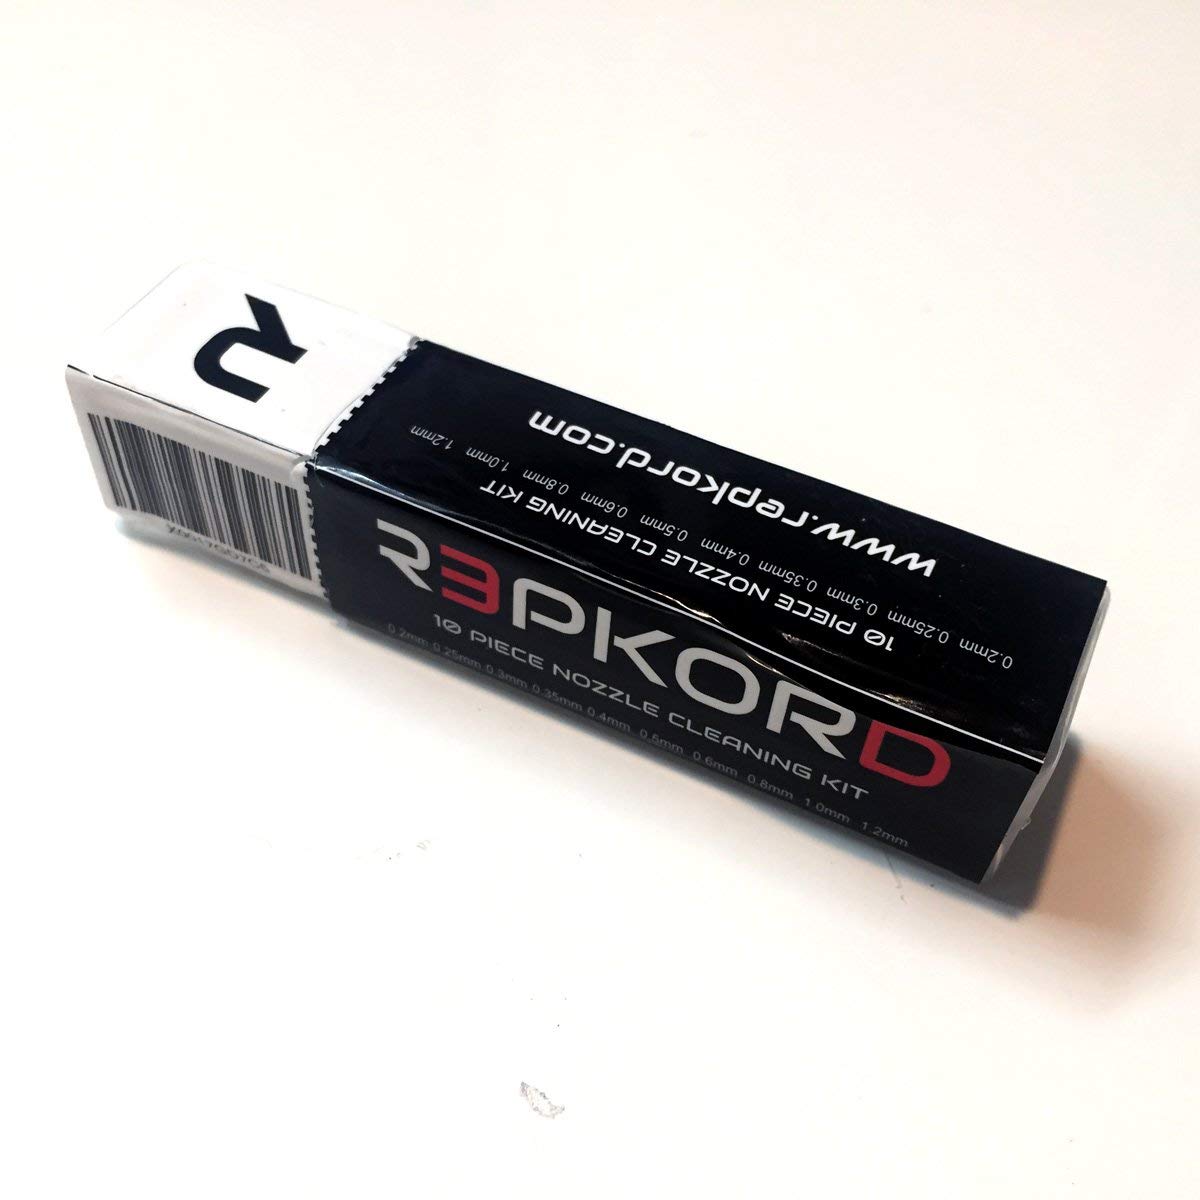 R
www.repkord.com
10 PIECE NOZZLE CLEANING KIT
0.2mm 0.25mm 0.3mm 0.35mm 0.4mm 0.5mm 0.6mm 0.8mm 1.0mm 1.2mm
R3PKORD
10 PIECE NOZZLE CLEANING KIT
0.2mm 0.25mm 0.3mm 0.35mm 0.4mm 0.5mm 0.6mm 0.8mm 1.0mm 1.2mm